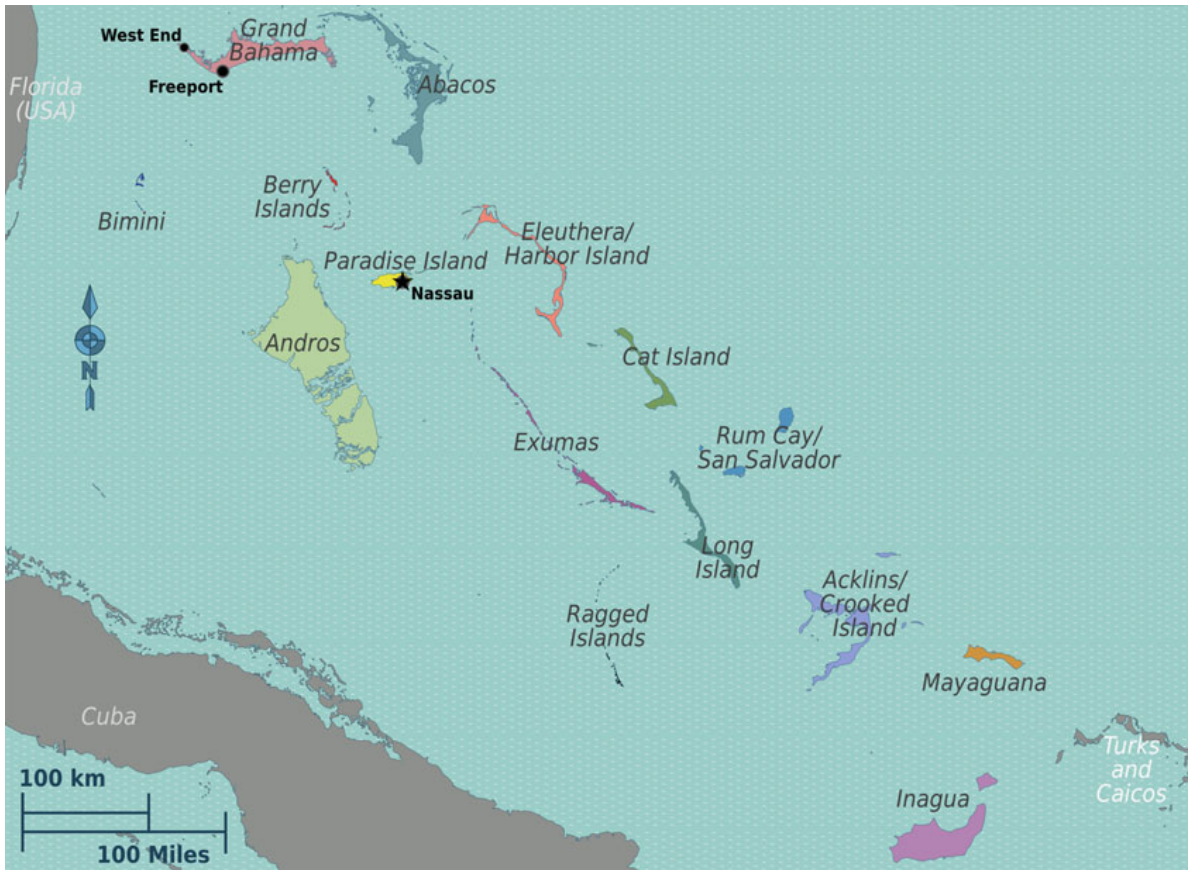 West End
Grand
Bahama
Freeport
Florida
(USA)
Abacos
Berry
Islands
Bimini
Eleuthera/
Harbor Island
Paradise Island
Nassau
Andros
N
Cat Island
Exumas
Rum Cay/
San Salvador
Long
Island
Acklins/
Crooked
Island
Ragged
Islands
Mayaguana
Cuba
Turks
and
Caicos
Inagua
100 km
100 Miles